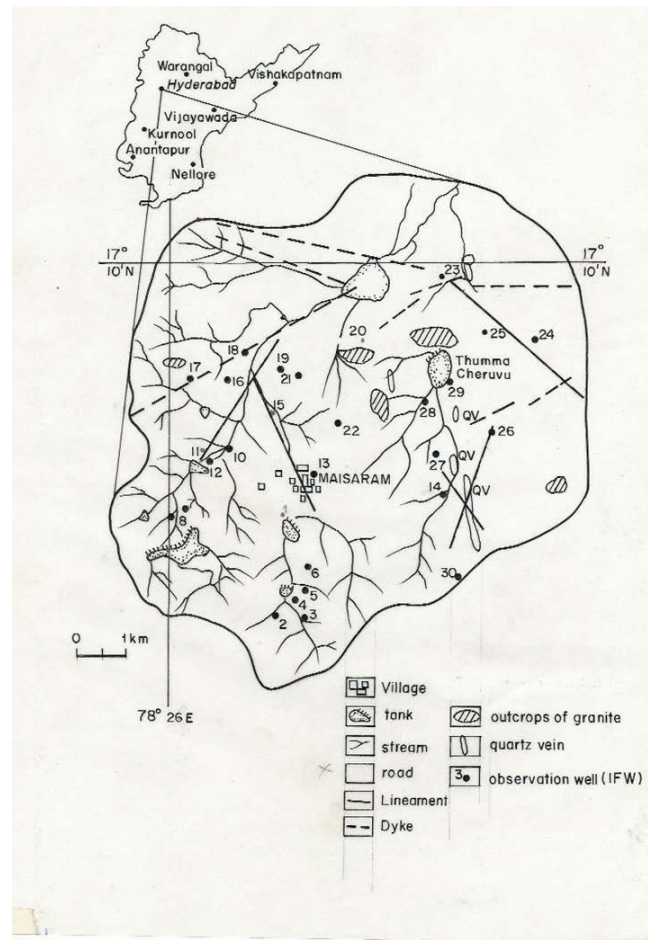 Warangal
Hyderabad
Vishakapatnam
Vijayawada
Kurnool
Anantapur
Nellore
17°
10'N
17°
10'N
23
20
25
24
18
19
21
17
16
Thumma
Cheruvu
29
28
15
QV
22
26
11
10
12
13
MAISARAM
27
QV
14
QV
8
6
5
4
3
2
30
0 1km
78° 26 E
Village
tank
stream
road
Lineament
Dyke
outcrops of granite
quartz vein
3 observation well (IFW)